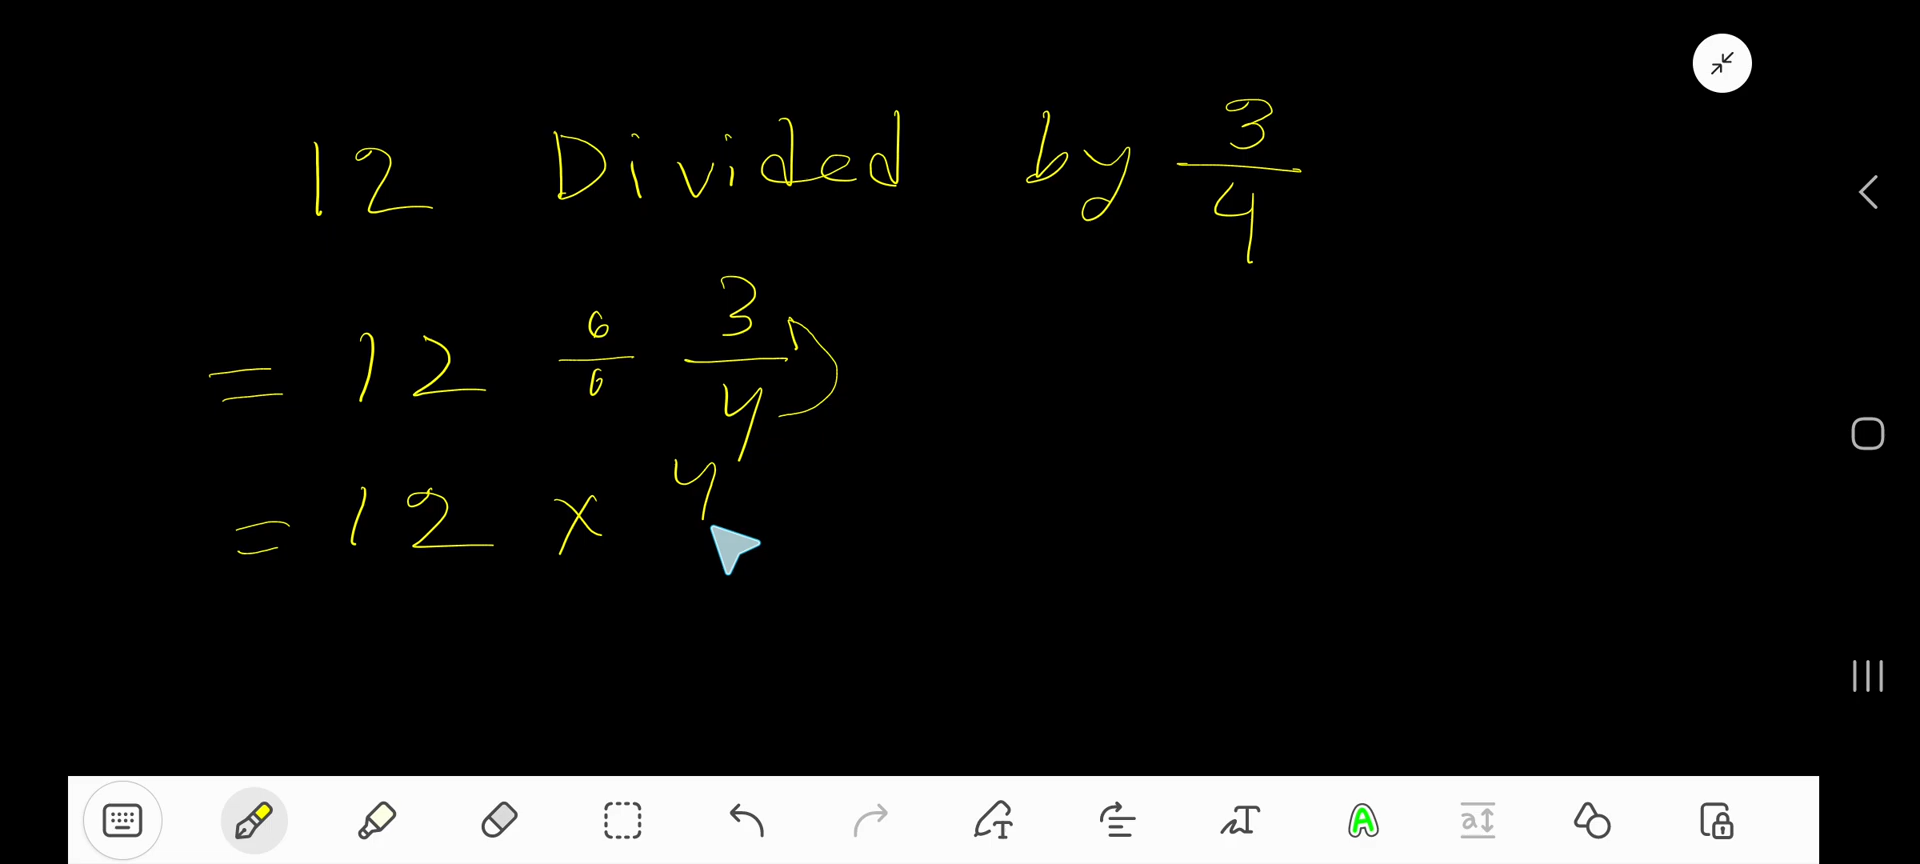 12 Divided by 3/4
= 12 ÷ 3/4
= 12 × 4